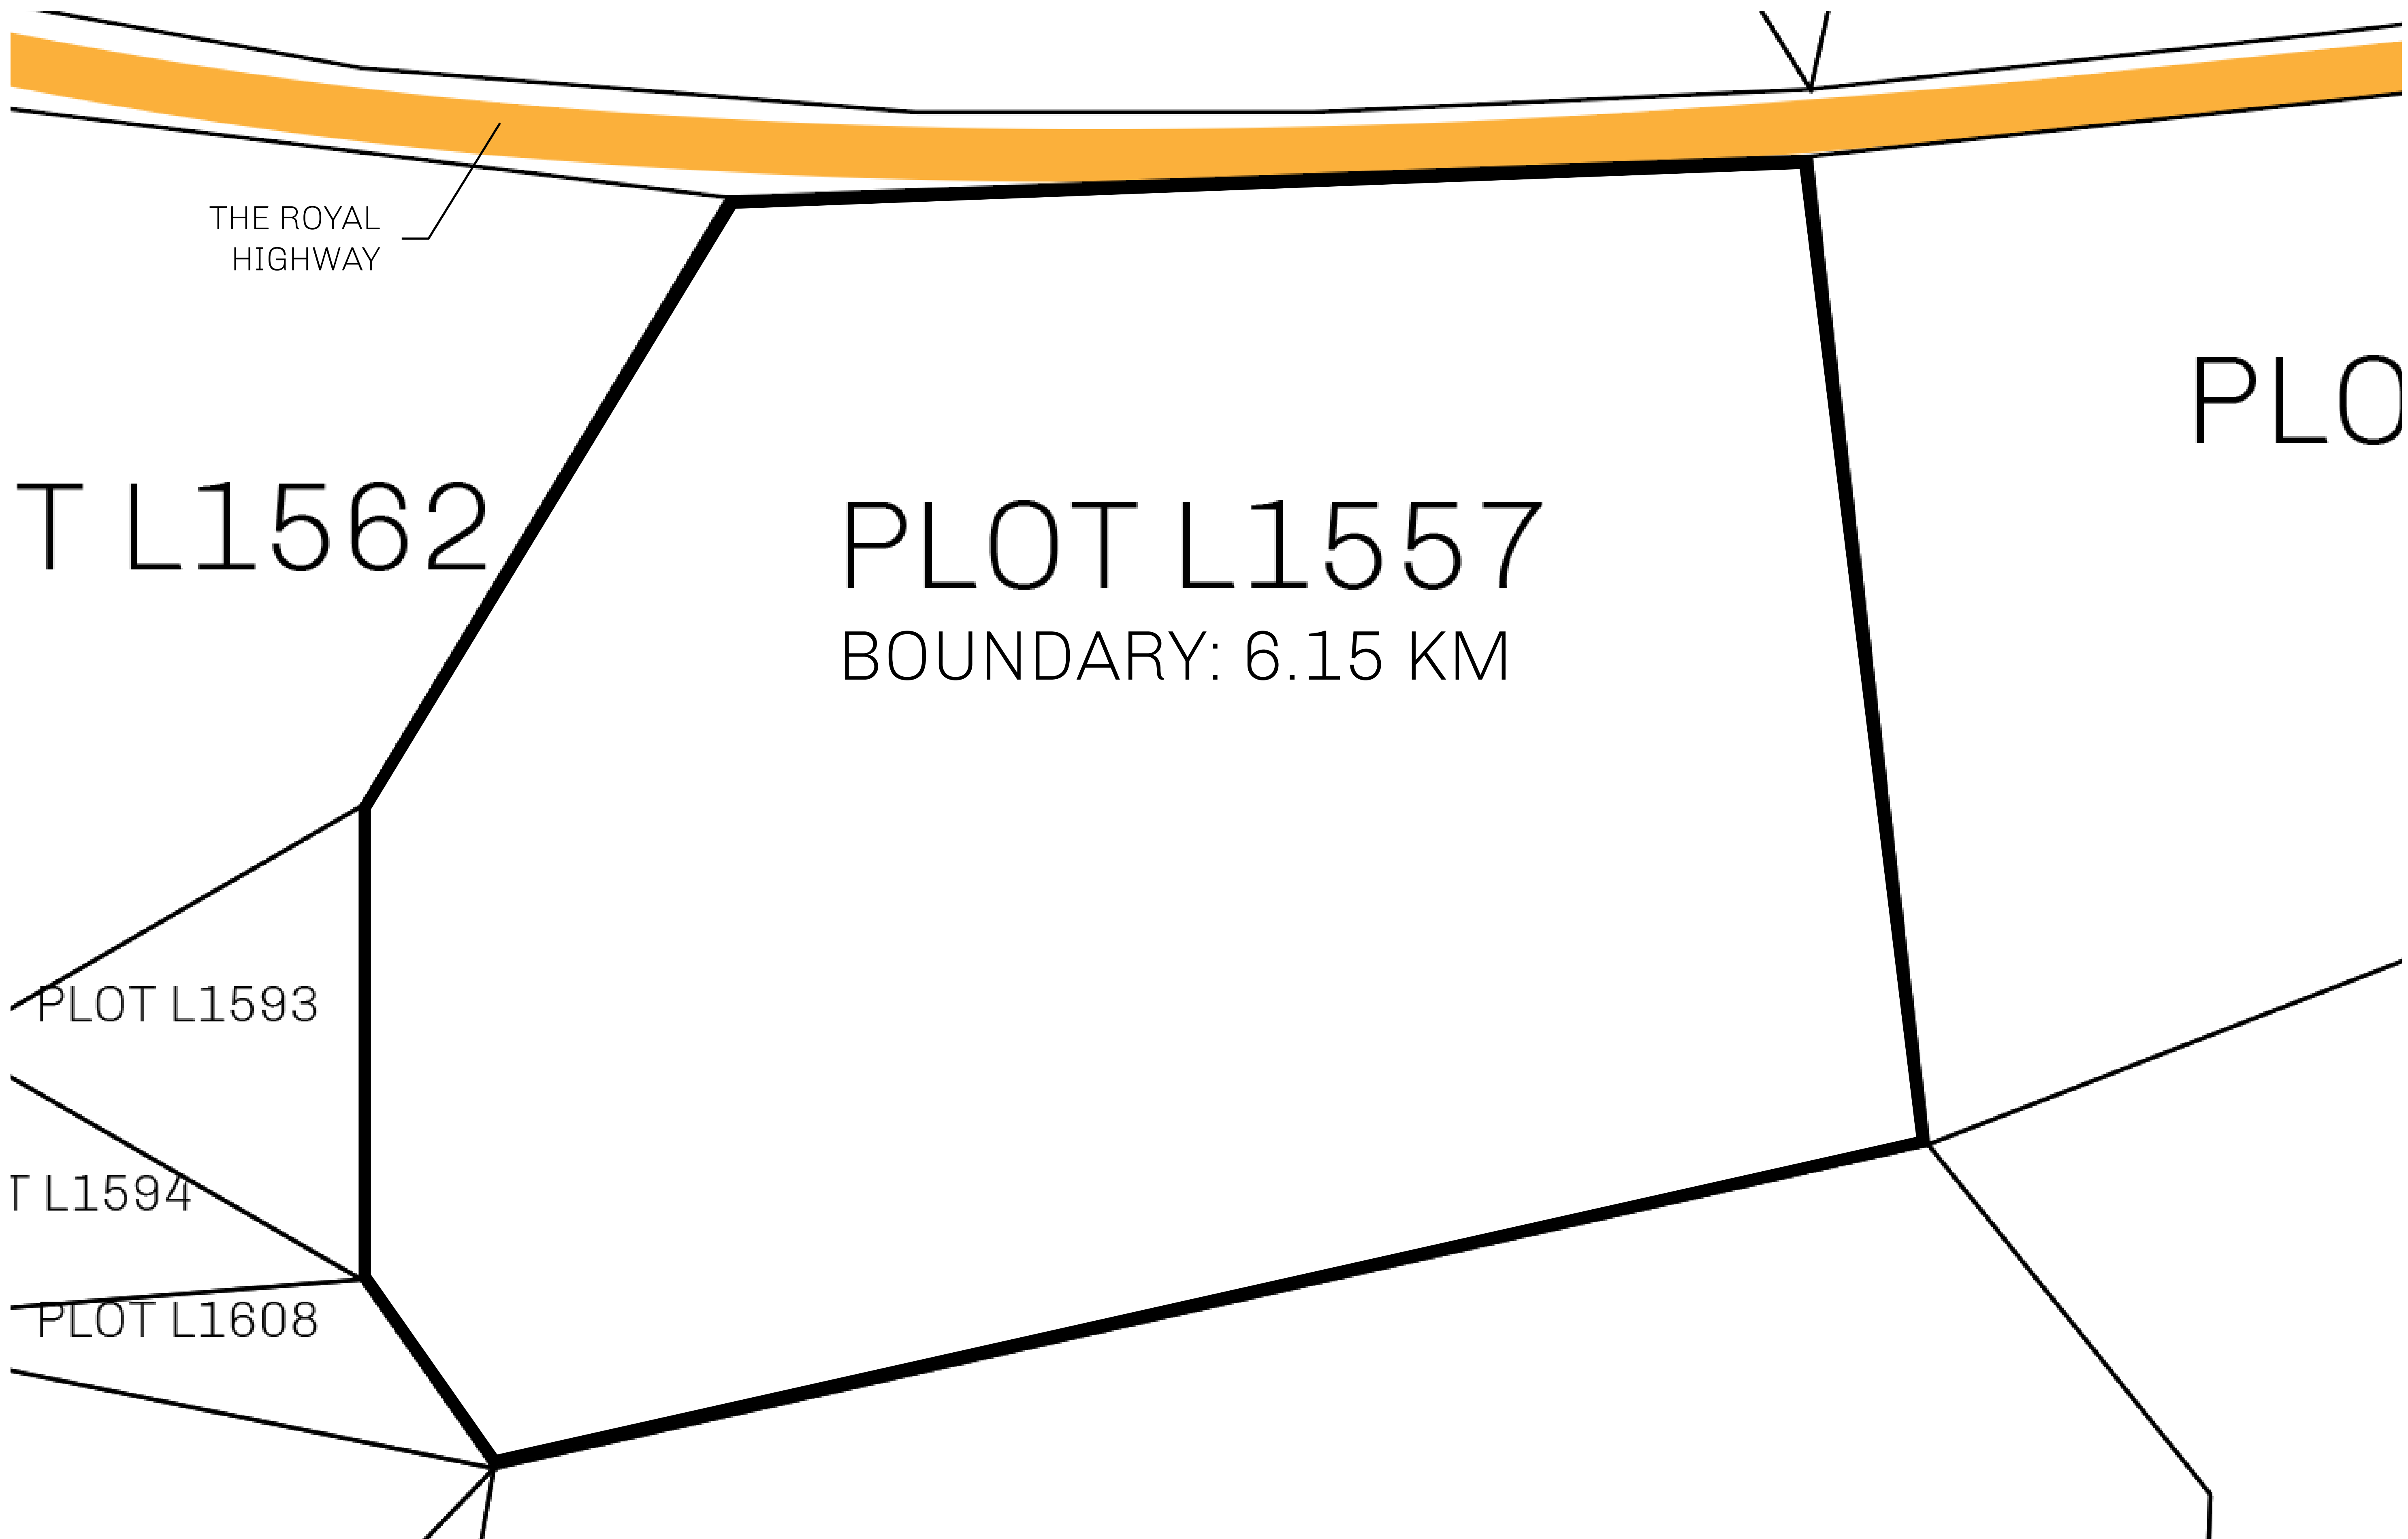 THE ROYAL
HIGHWAY
PLO
T L1562
PLOT L1557
BOUNDARY: 6.15 KM
PLOT L1593
T L1594
PLOT L1608